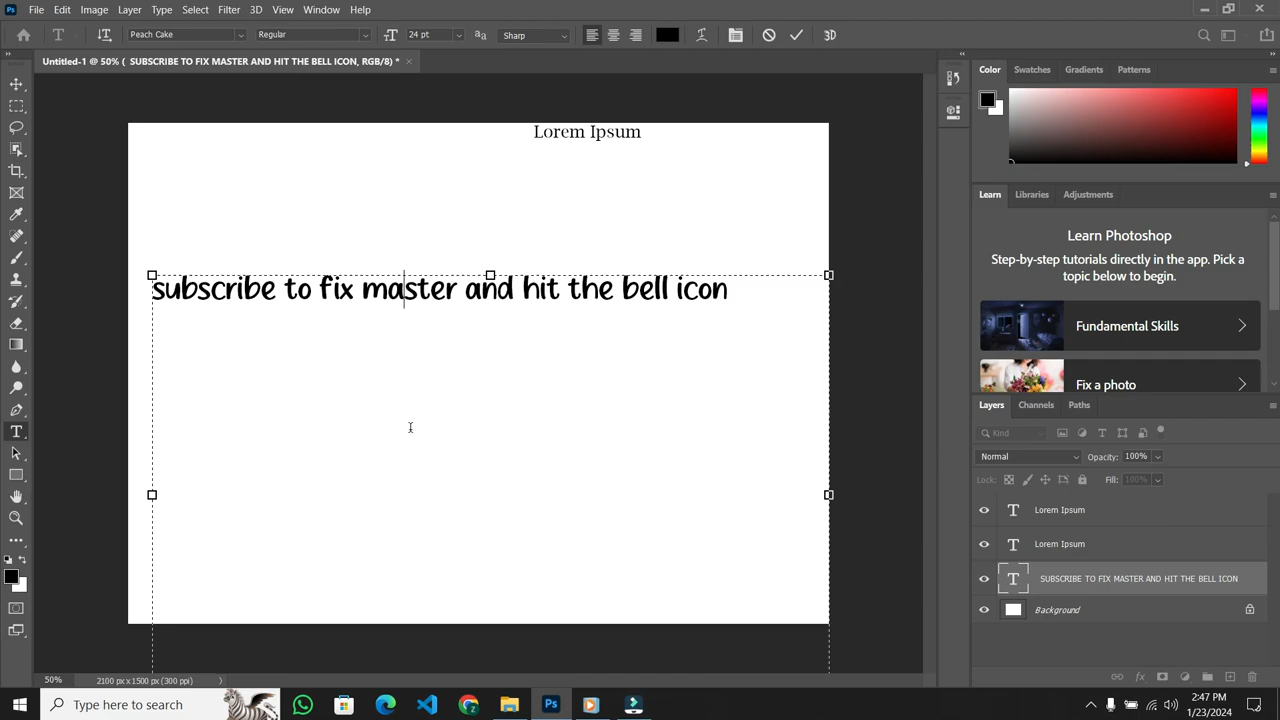 File Edit Image Layer Type Select Filter 3D View Window Help
Peach Cake Regular 24 pt Sharp
Untitled-1 @ 50% ( SUBSCRIBE TO FIX MASTER AND HIT THE BELL ICON, RGB/8) *
Color Swatches Gradients Patterns
Lorem Ipsum
Learn Libraries Adjustments
Learn Photoshop
Step-by-step tutorials directly in the app. Pick a
topic below to begin.
subscribe to fix master and hit the bell icon
Fundamental Skills
Fix a photo
Layers Channels Paths
Kind
Normal Opacity: 100%
Lock: Fill: 100%
Lorem Ipsum
Lorem Ipsum
SUBSCRIBE TO FIX MASTER AND HIT THE BELL ICON
Background
50% 2100 px x 1500 px (300 ppi)
Type here to search
2:47 PM
1/23/2024